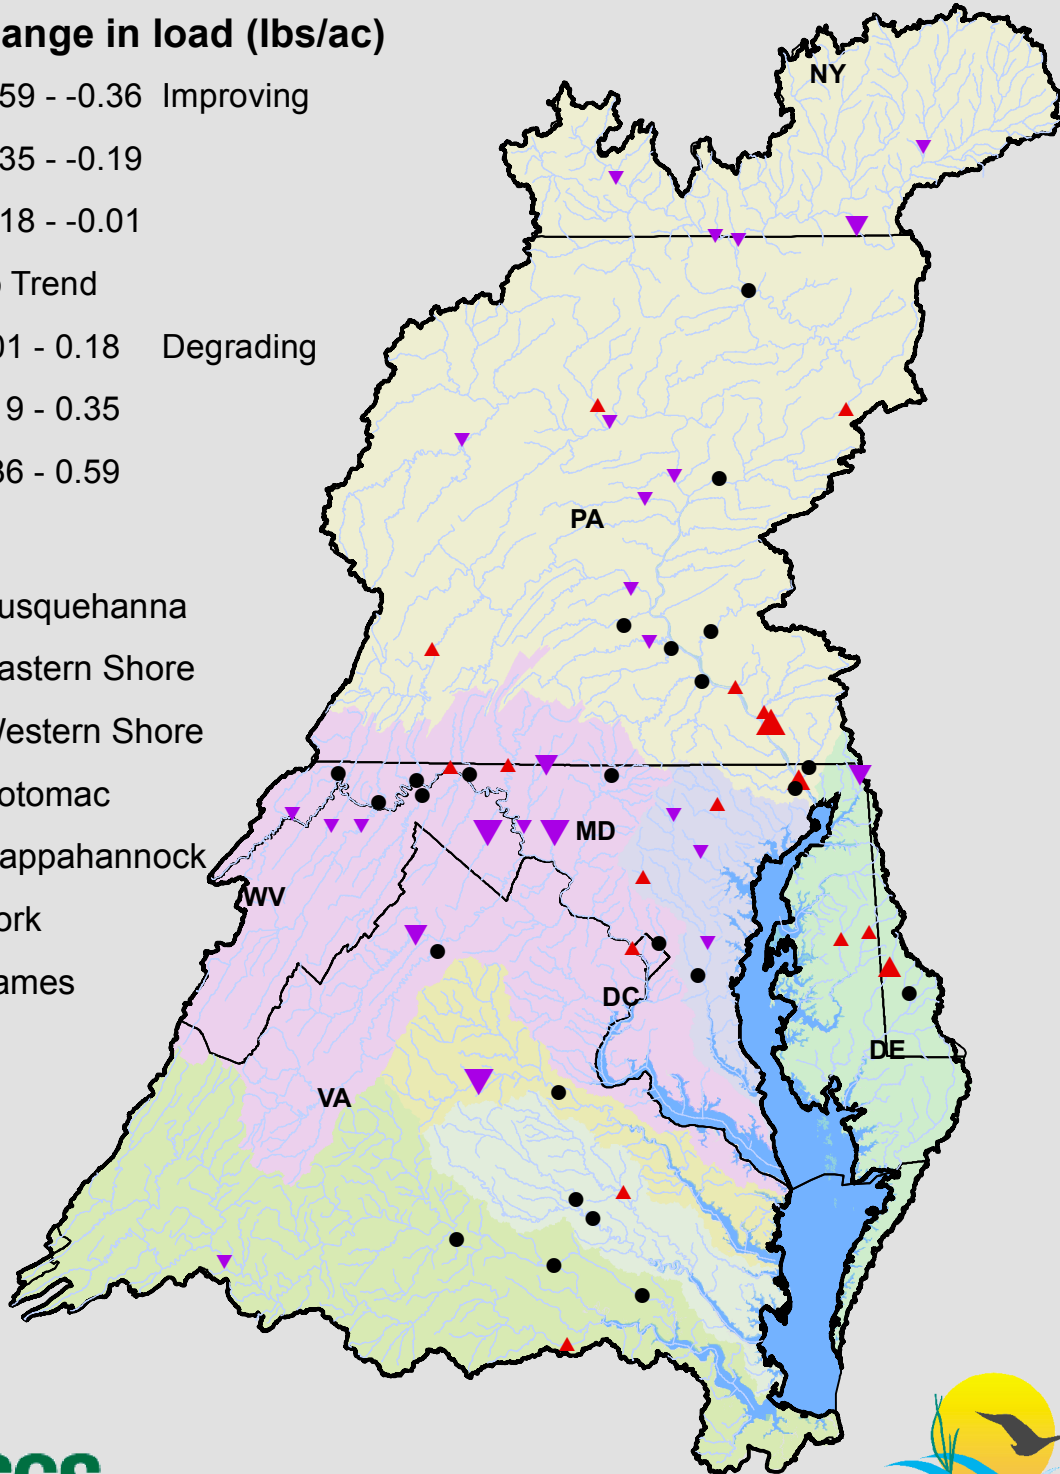 ange in load (lbs/ac)
59 - -0.36 Improving
35 - -0.19
18 - -0.01
Trend
01 - 0.18 Degrading
9 - 0.35
36 - 0.59
usquehanna
astern Shore
Western Shore
otomac
appahannock
ork
ames
NY
PA
MD
WV
DC
DE
VA